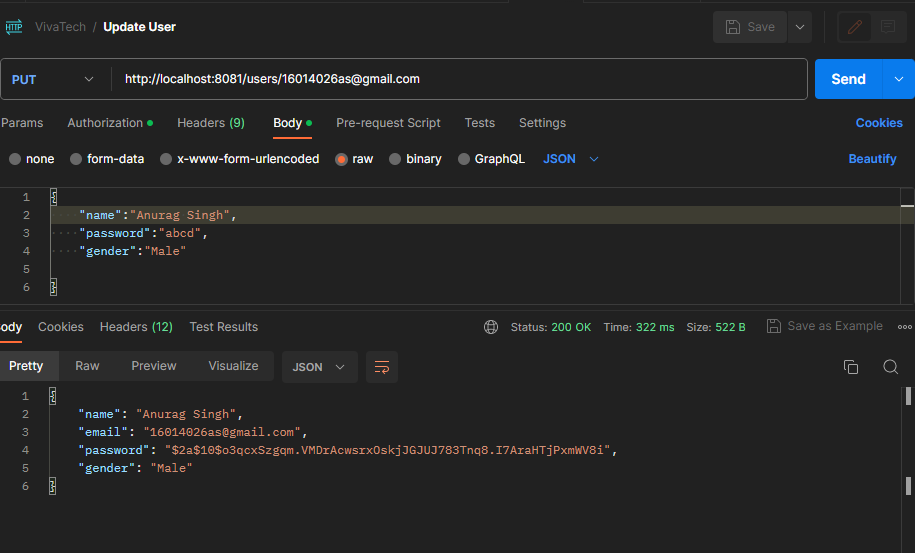 HTTP VivaTech / Update User Save
PUT http://localhost:8081/users/16014026as@gmail.com Send
Params Authorization Headers (9) Body Pre-request Script Tests Settings Cookies
none form-data x-www-form-urlencoded raw binary GraphQL JSON Beautify
1 {
2 "name":"Anurag Singh",
3 "password":"abcd",
4 "gender":"Male"
5
6 }
ody Cookies Headers (12) Test Results Status: 200 OK Time: 322 ms Size: 522 B Save as Example
Pretty Raw Preview Visualize JSON
1 {
2 "name": "Anurag Singh",
3 "email": "16014026as@gmail.com",
4 "password": "$2a$10$o3qcxSzgqm.VMDrAcwsrxOskjJGJUJ783Tnq8.I7AraHTjPxmWV8i",
5 "gender": "Male"
6 }